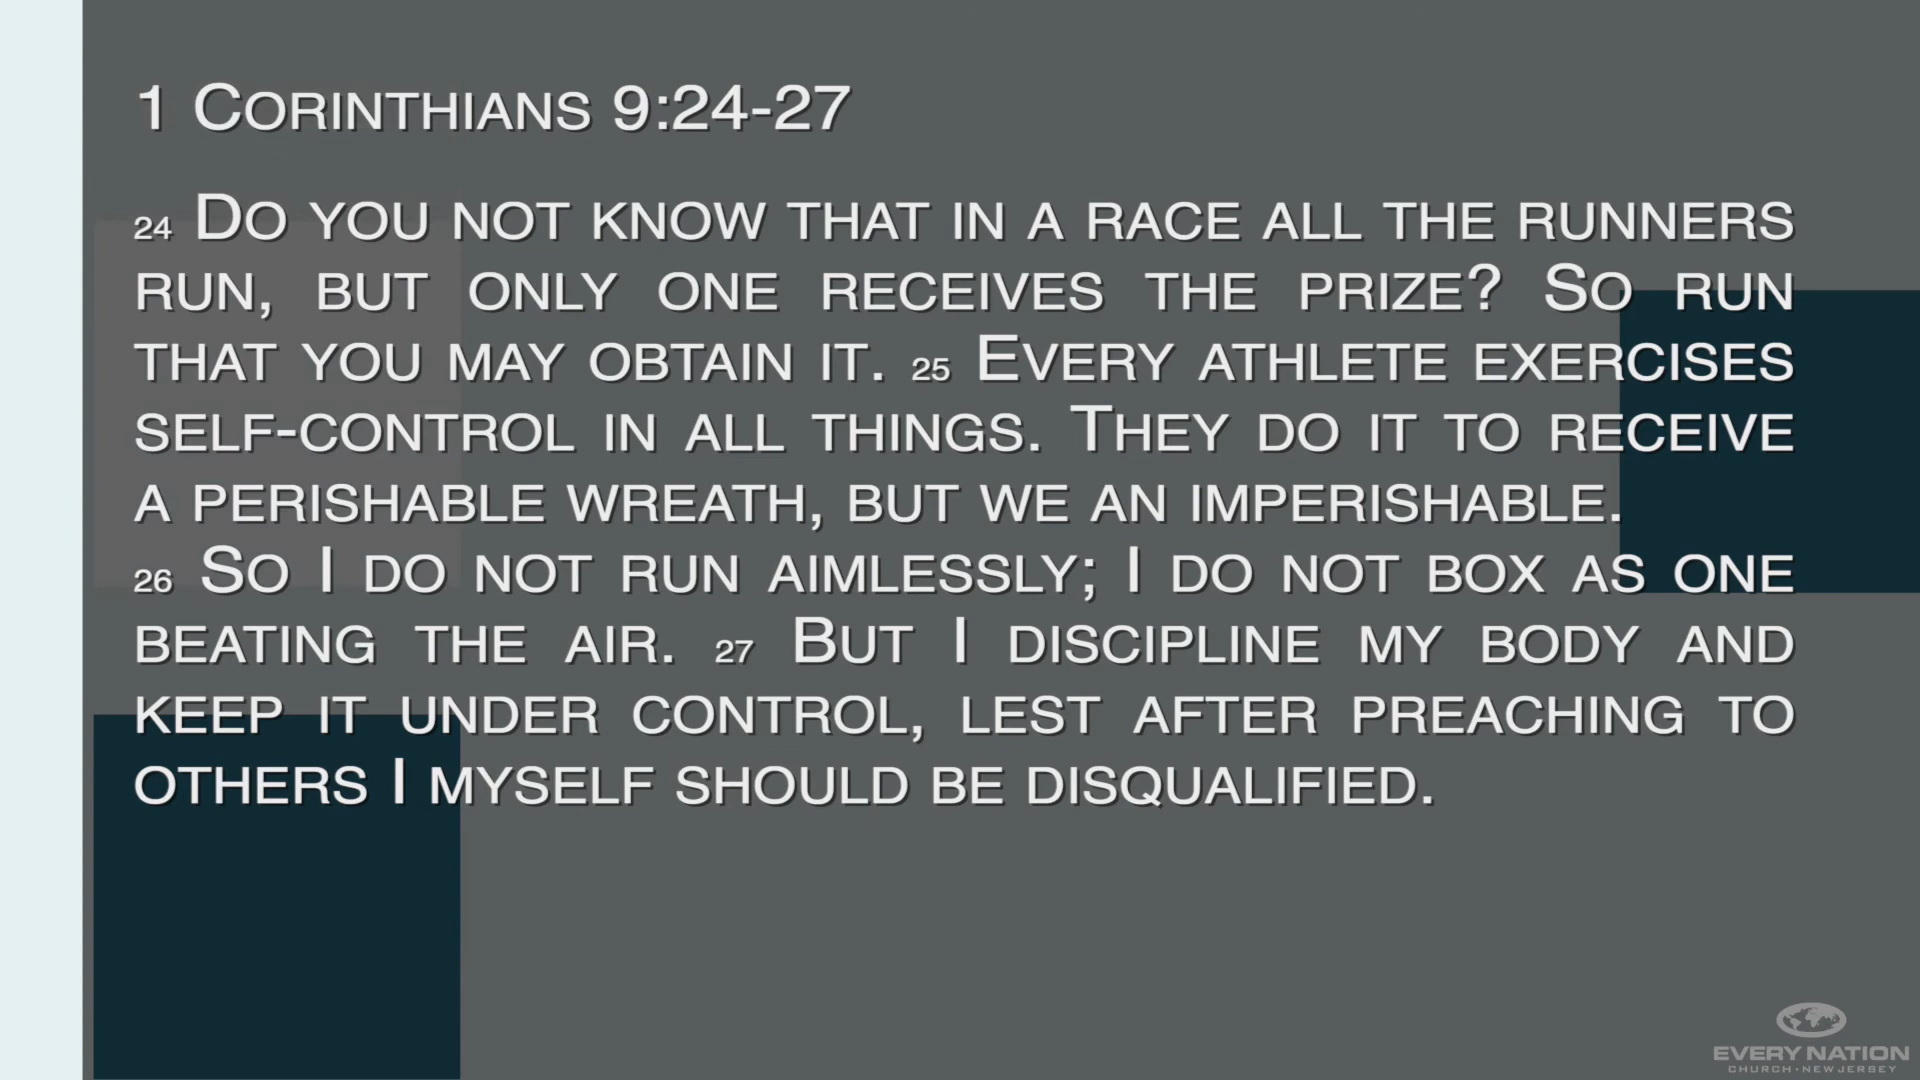 1 Corinthians 9:24-27
24 Do you not know that in a race all the runners
run, but only one receives the prize? So run
that you may obtain it. 25 Every athlete exercises
self-control in all things. They do it to receive
a perishable wreath, but we an imperishable.
26 So I do not run aimlessly; I do not box as one
beating the air. 27 But I discipline my body and
keep it under control, lest after preaching to
others I myself should be disqualified.
EVERY NATION
CHURCH • NEW JERSEY